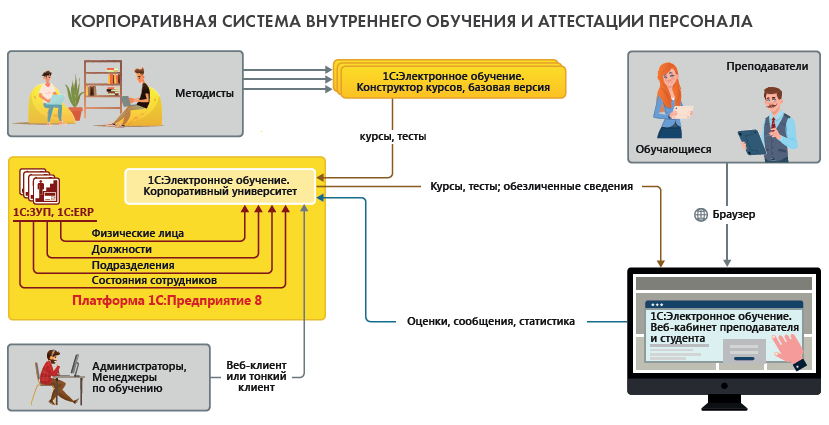 КОРПОРАТИВНАЯ СИСТЕМА ВНУТРЕННЕГО ОБУЧЕНИЯ И АТТЕСТАЦИИ ПЕРСОНАЛА
Методисты
1С:Электронное обучение.
Конструктор курсов, базовая версия
Преподаватели
Обучающиеся
курсы, тесты
1С:Электронное обучение.
Корпоративный университет
1С:ЗУП, 1С:ERP
Физические лица
Должности
Подразделения
Состояния сотрудников
Платформа 1С:Предприятие 8
Курсы, тесты; обезличенные сведения
Браузер
Оценки, сообщения, статистика
1С:Электронное обучение.
Веб-кабинет преподавателя
и студента
Администраторы,
Менеджеры
по обучению
Веб-клиент
или тонкий
клиент